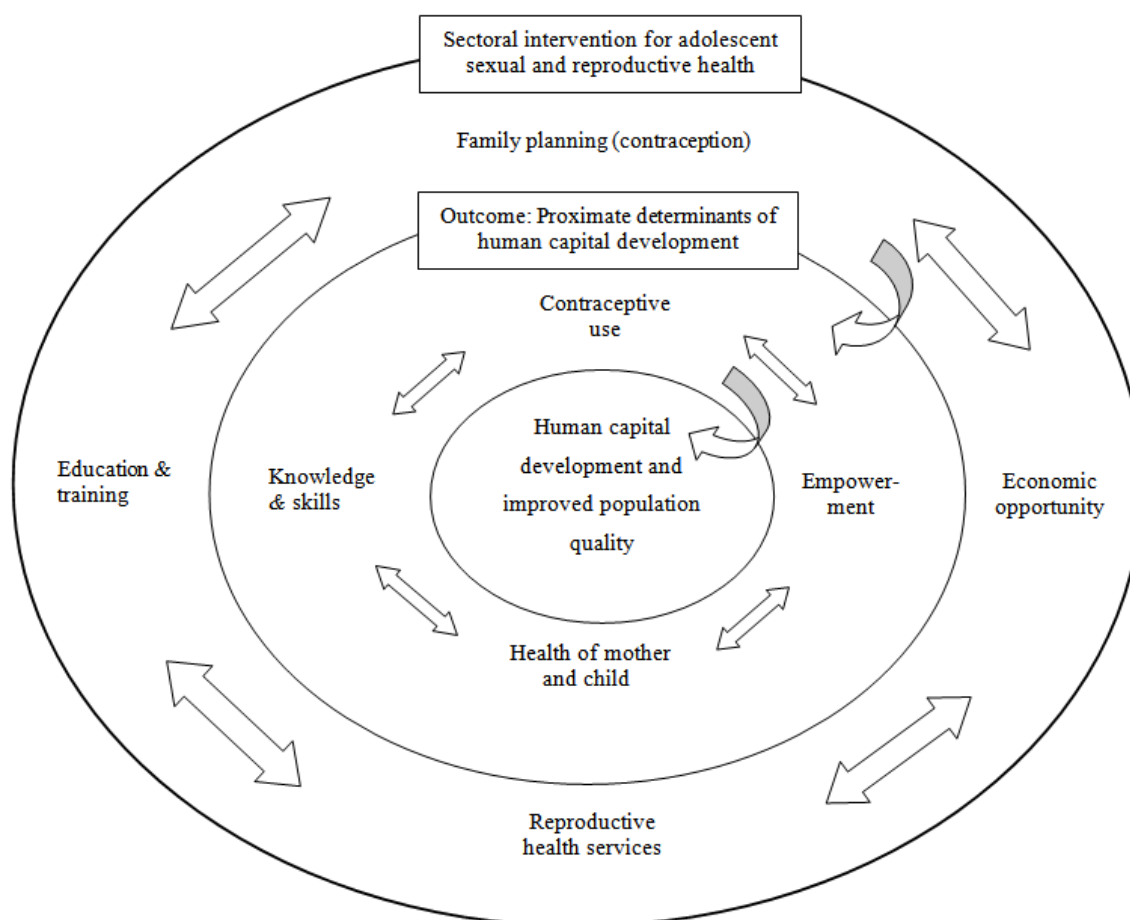 Sectoral intervention for adolescent
sexual and reproductive health
Family planning (contraception)
Outcome: Proximate determinants of
human capital development
Contraceptive
use
Human capital
development and
improved population
quality
Education &
training
Knowledge
& skills
Empower-
ment
Economic
opportunity
Health of mother
and child
Reproductive
health services